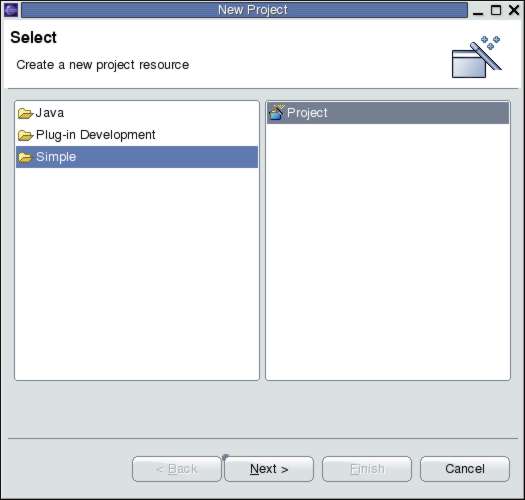 New Project
Select
Create a new project resource
Java
Plug-in Development
Simple
Project
< Back
Next >
Finish
Cancel